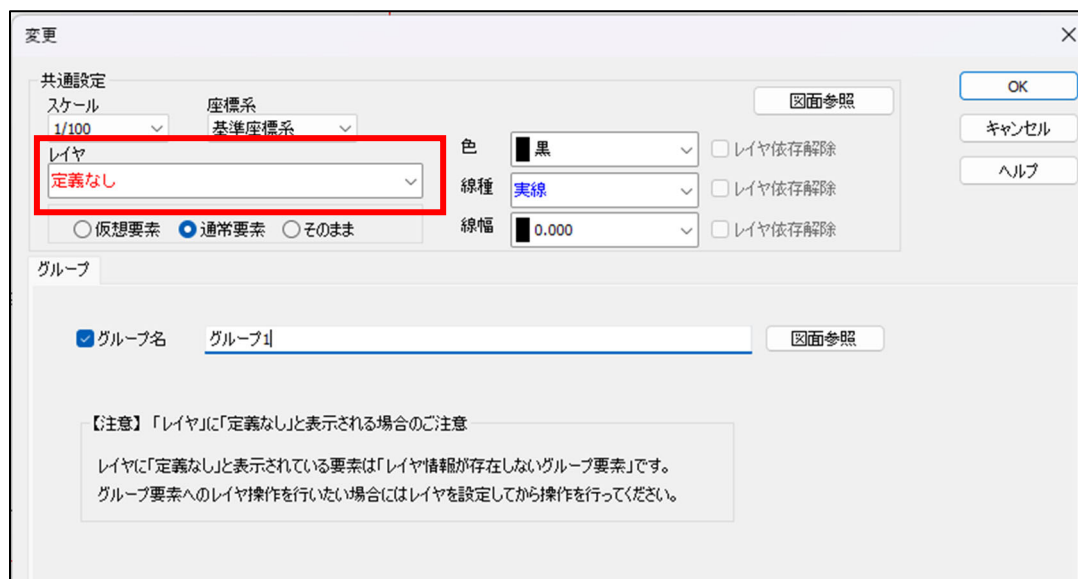 変更
共通設定
スケール
座標系
図面参照
OK
1/100
基準座標系
キャンセル
レイヤ
色
黒
レイヤ依存解除
ヘルプ
定義なし
線種
実線
レイヤ依存解除
仮想要素 通常要素 そのまま
線幅
0.000
レイヤ依存解除
グループ
グループ名
グループ1
図面参照
【注意】「レイヤ」に「定義なし」と表示される場合のご注意
レイヤに「定義なし」と表示されている要素は「レイヤ情報が存在しないグループ要素」です。
グループ要素へのレイヤ操作を行いたい場合にはレイヤを設定してから操作を行ってください。